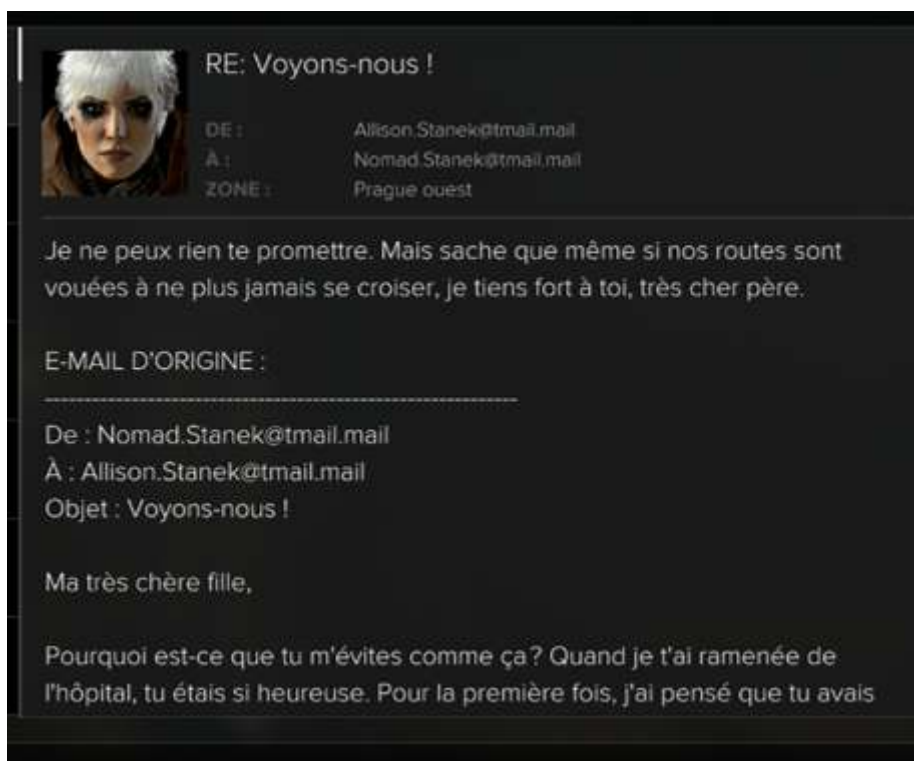 RE: Voyons-nous !
DE : Allison.Stanek@tmail.mail
À : Nomad.Stanek@tmail.mail
ZONE : Prague ouest
Je ne peux rien te promettre. Mais sache que même si nos routes sont
vouées à ne plus jamais se croiser, je tiens fort à toi, très cher père.
E-MAIL D'ORIGINE :
------------------------------------------------------------
De : Nomad.Stanek@tmail.mail
À : Allison.Stanek@tmail.mail
Objet : Voyons-nous !
Ma très chère fille,
Pourquoi est-ce que tu m'évites comme ça? Quand je t'ai ramenée de
l'hôpital, tu étais si heureuse. Pour la première fois, j'ai pensé que tu avais